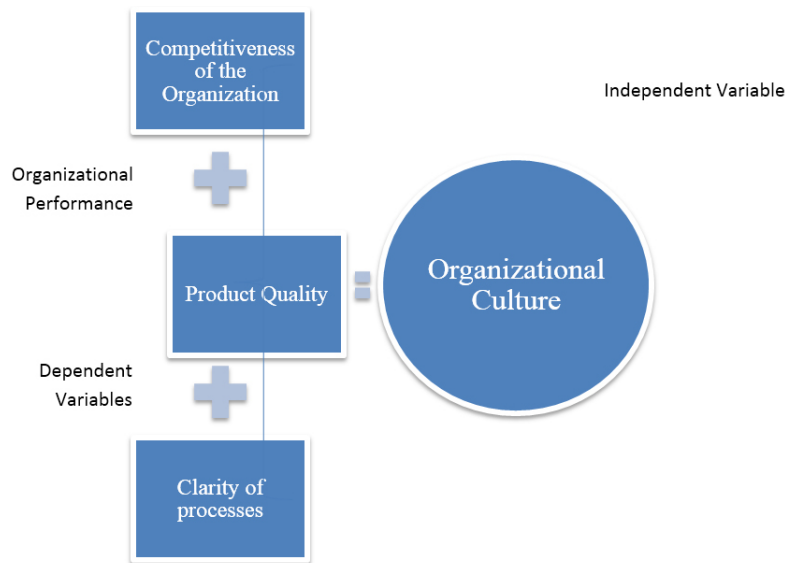 Competitiveness
of the
Organization
Independent Variable
Organizational
Performance
Product Quality
Organizational
Culture
Dependent
Variables
Clarity of
processes